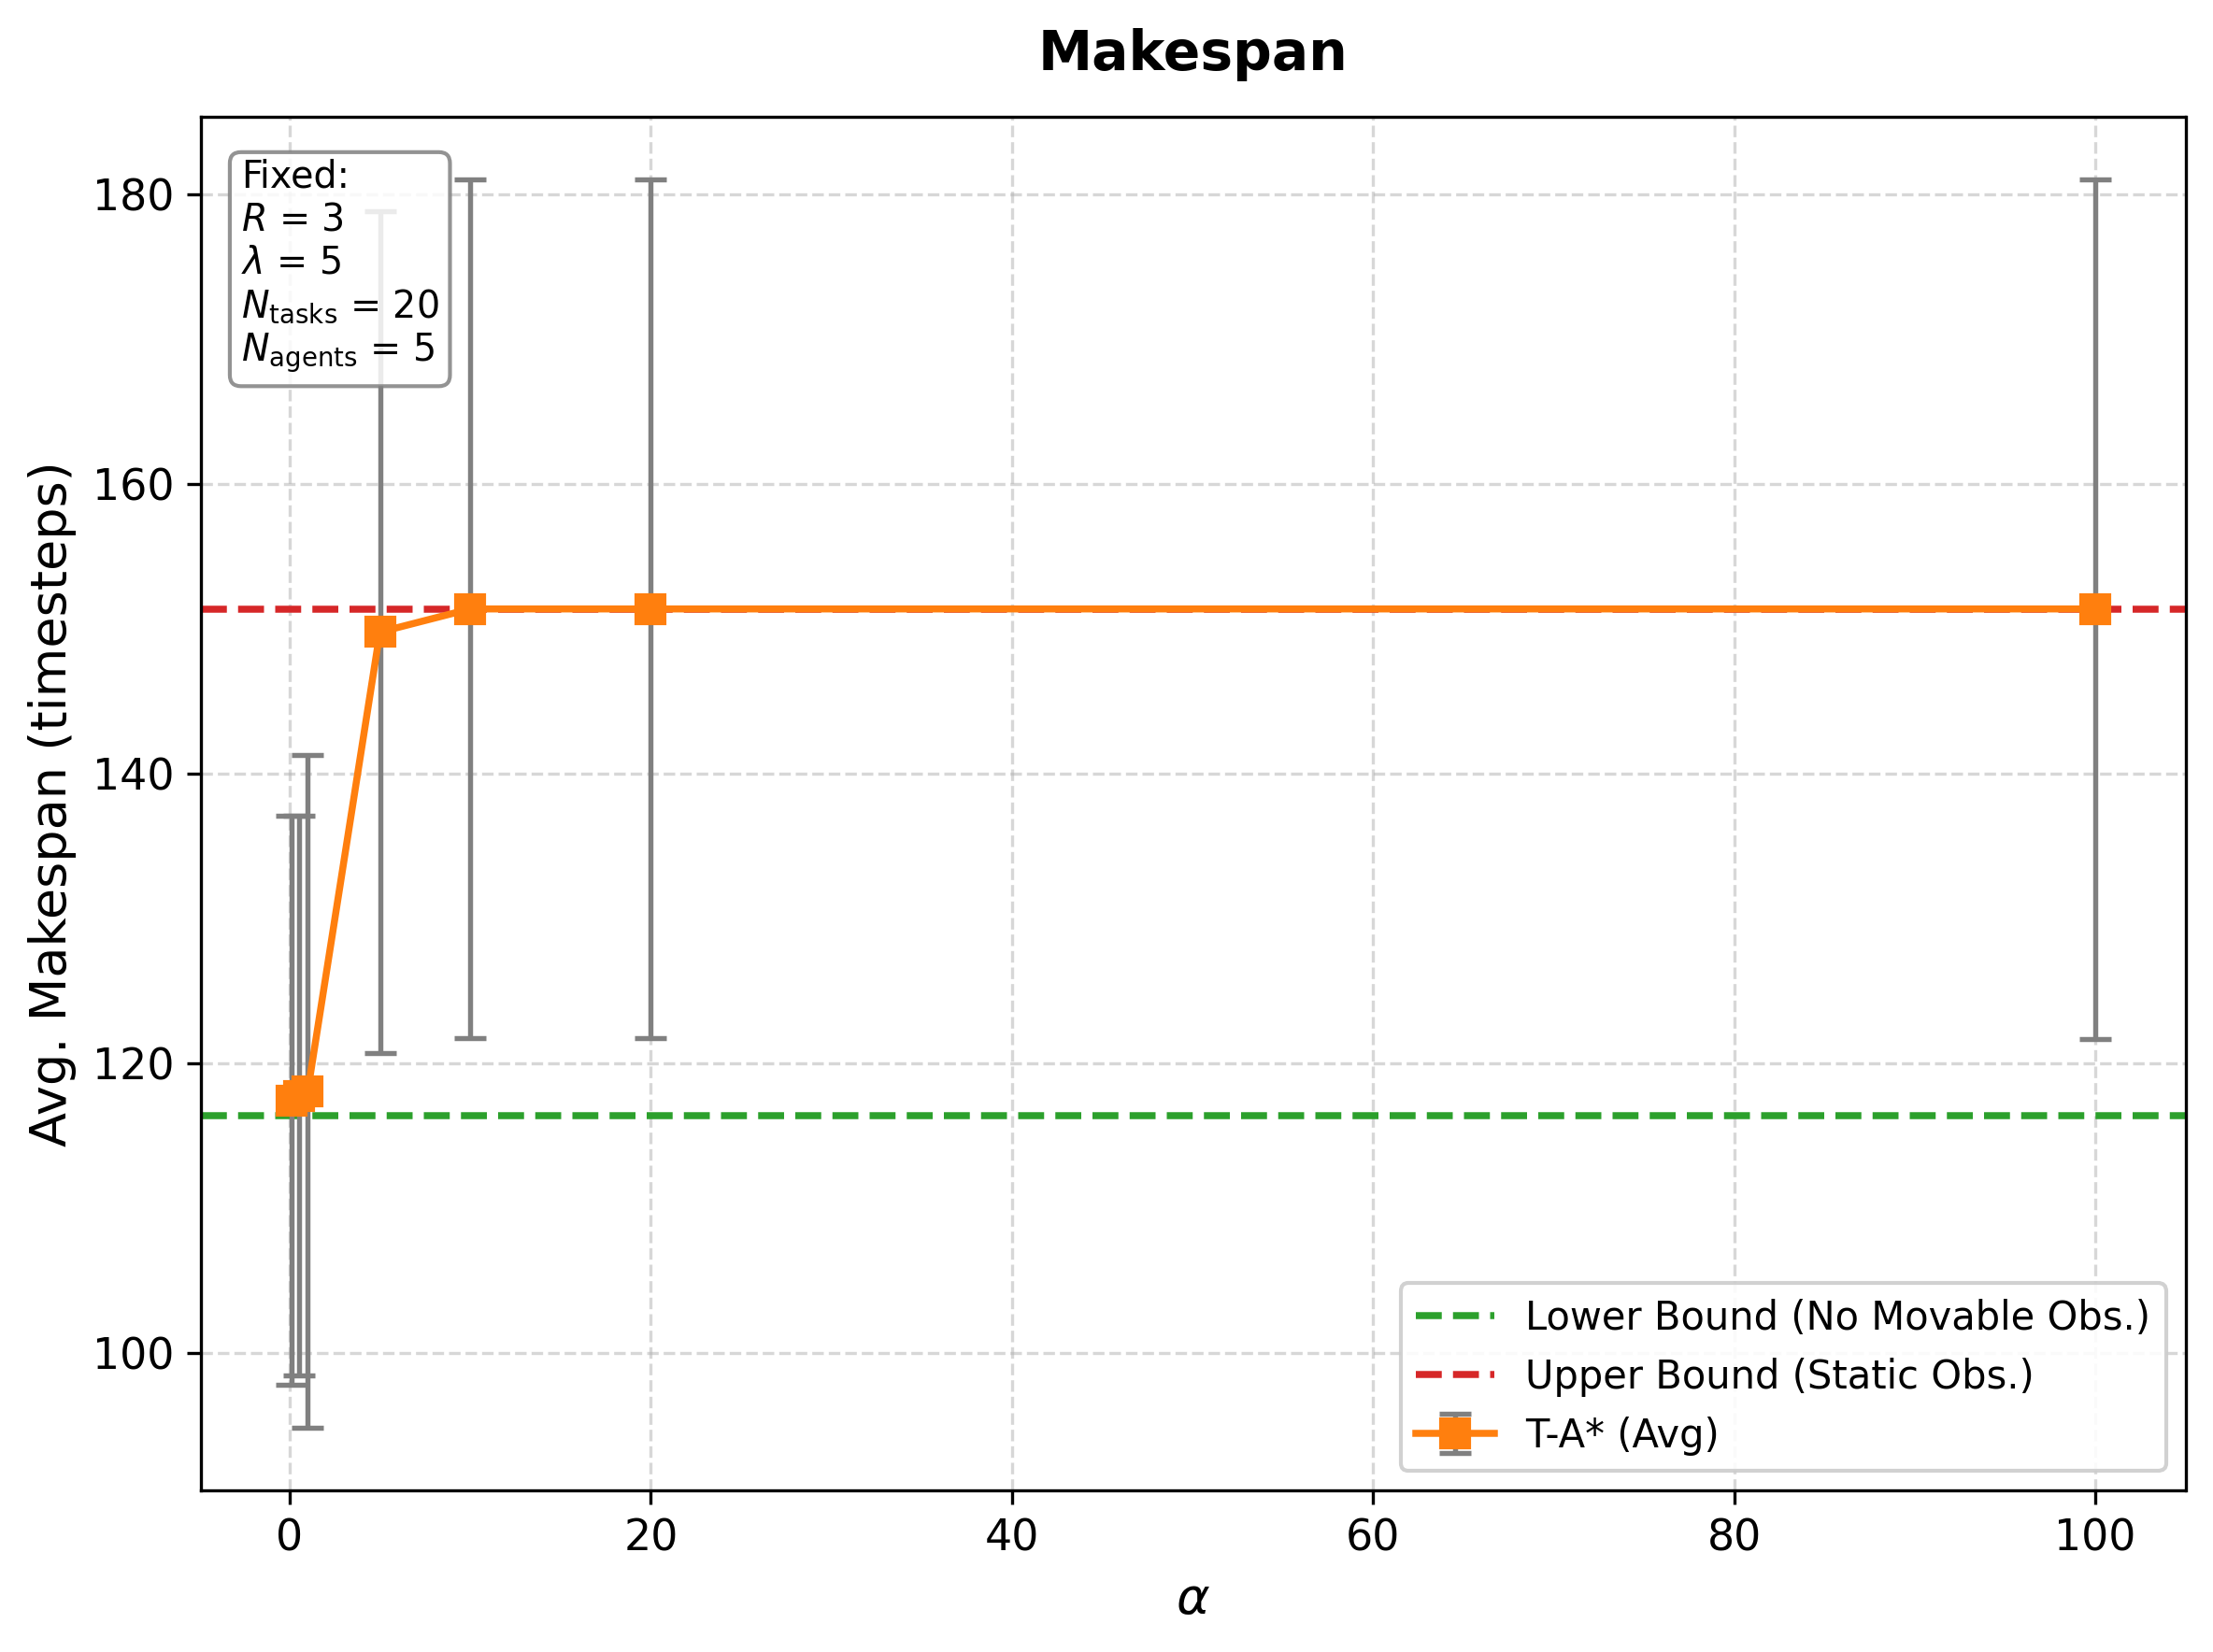 Makespan
Fixed:
R = 3
λ = 5
N_tasks = 20
N_agents = 5
180
160
140
120
100
Avg. Makespan (timesteps)
0 20 40 60 80 100
α
Lower Bound (No Movable Obs.)
Upper Bound (Static Obs.)
T-A* (Avg)